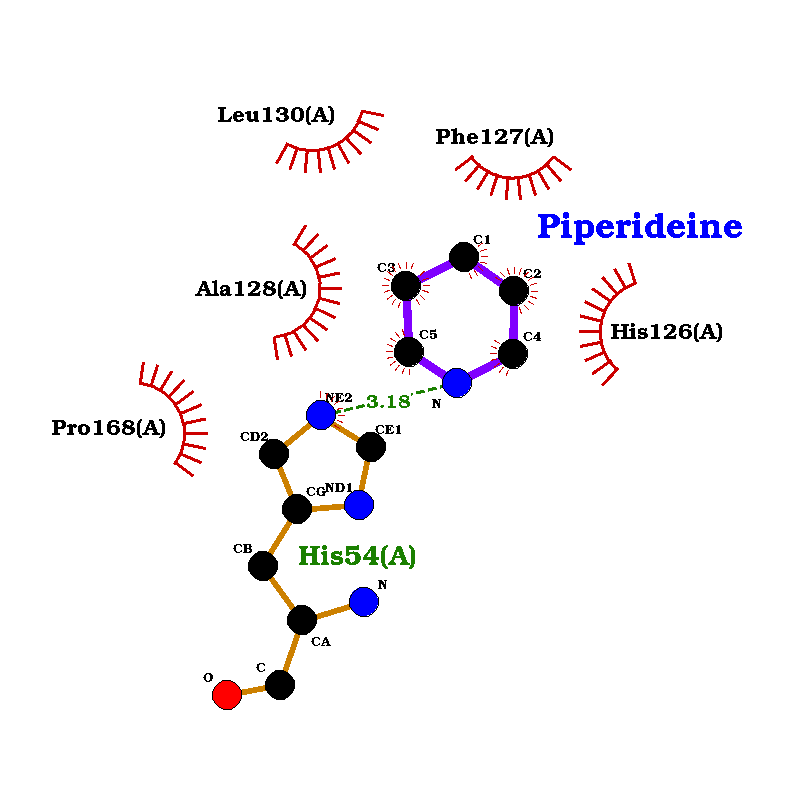 Leu130(A)
Phe127(A)
Piperideine
C1
C3
C2
Ala128(A)
His126(A)
C5
C4
NE2
3.18
N
Pro168(A)
CD2
CE1
CG
ND1
CB
His54(A)
N
CA
C
O